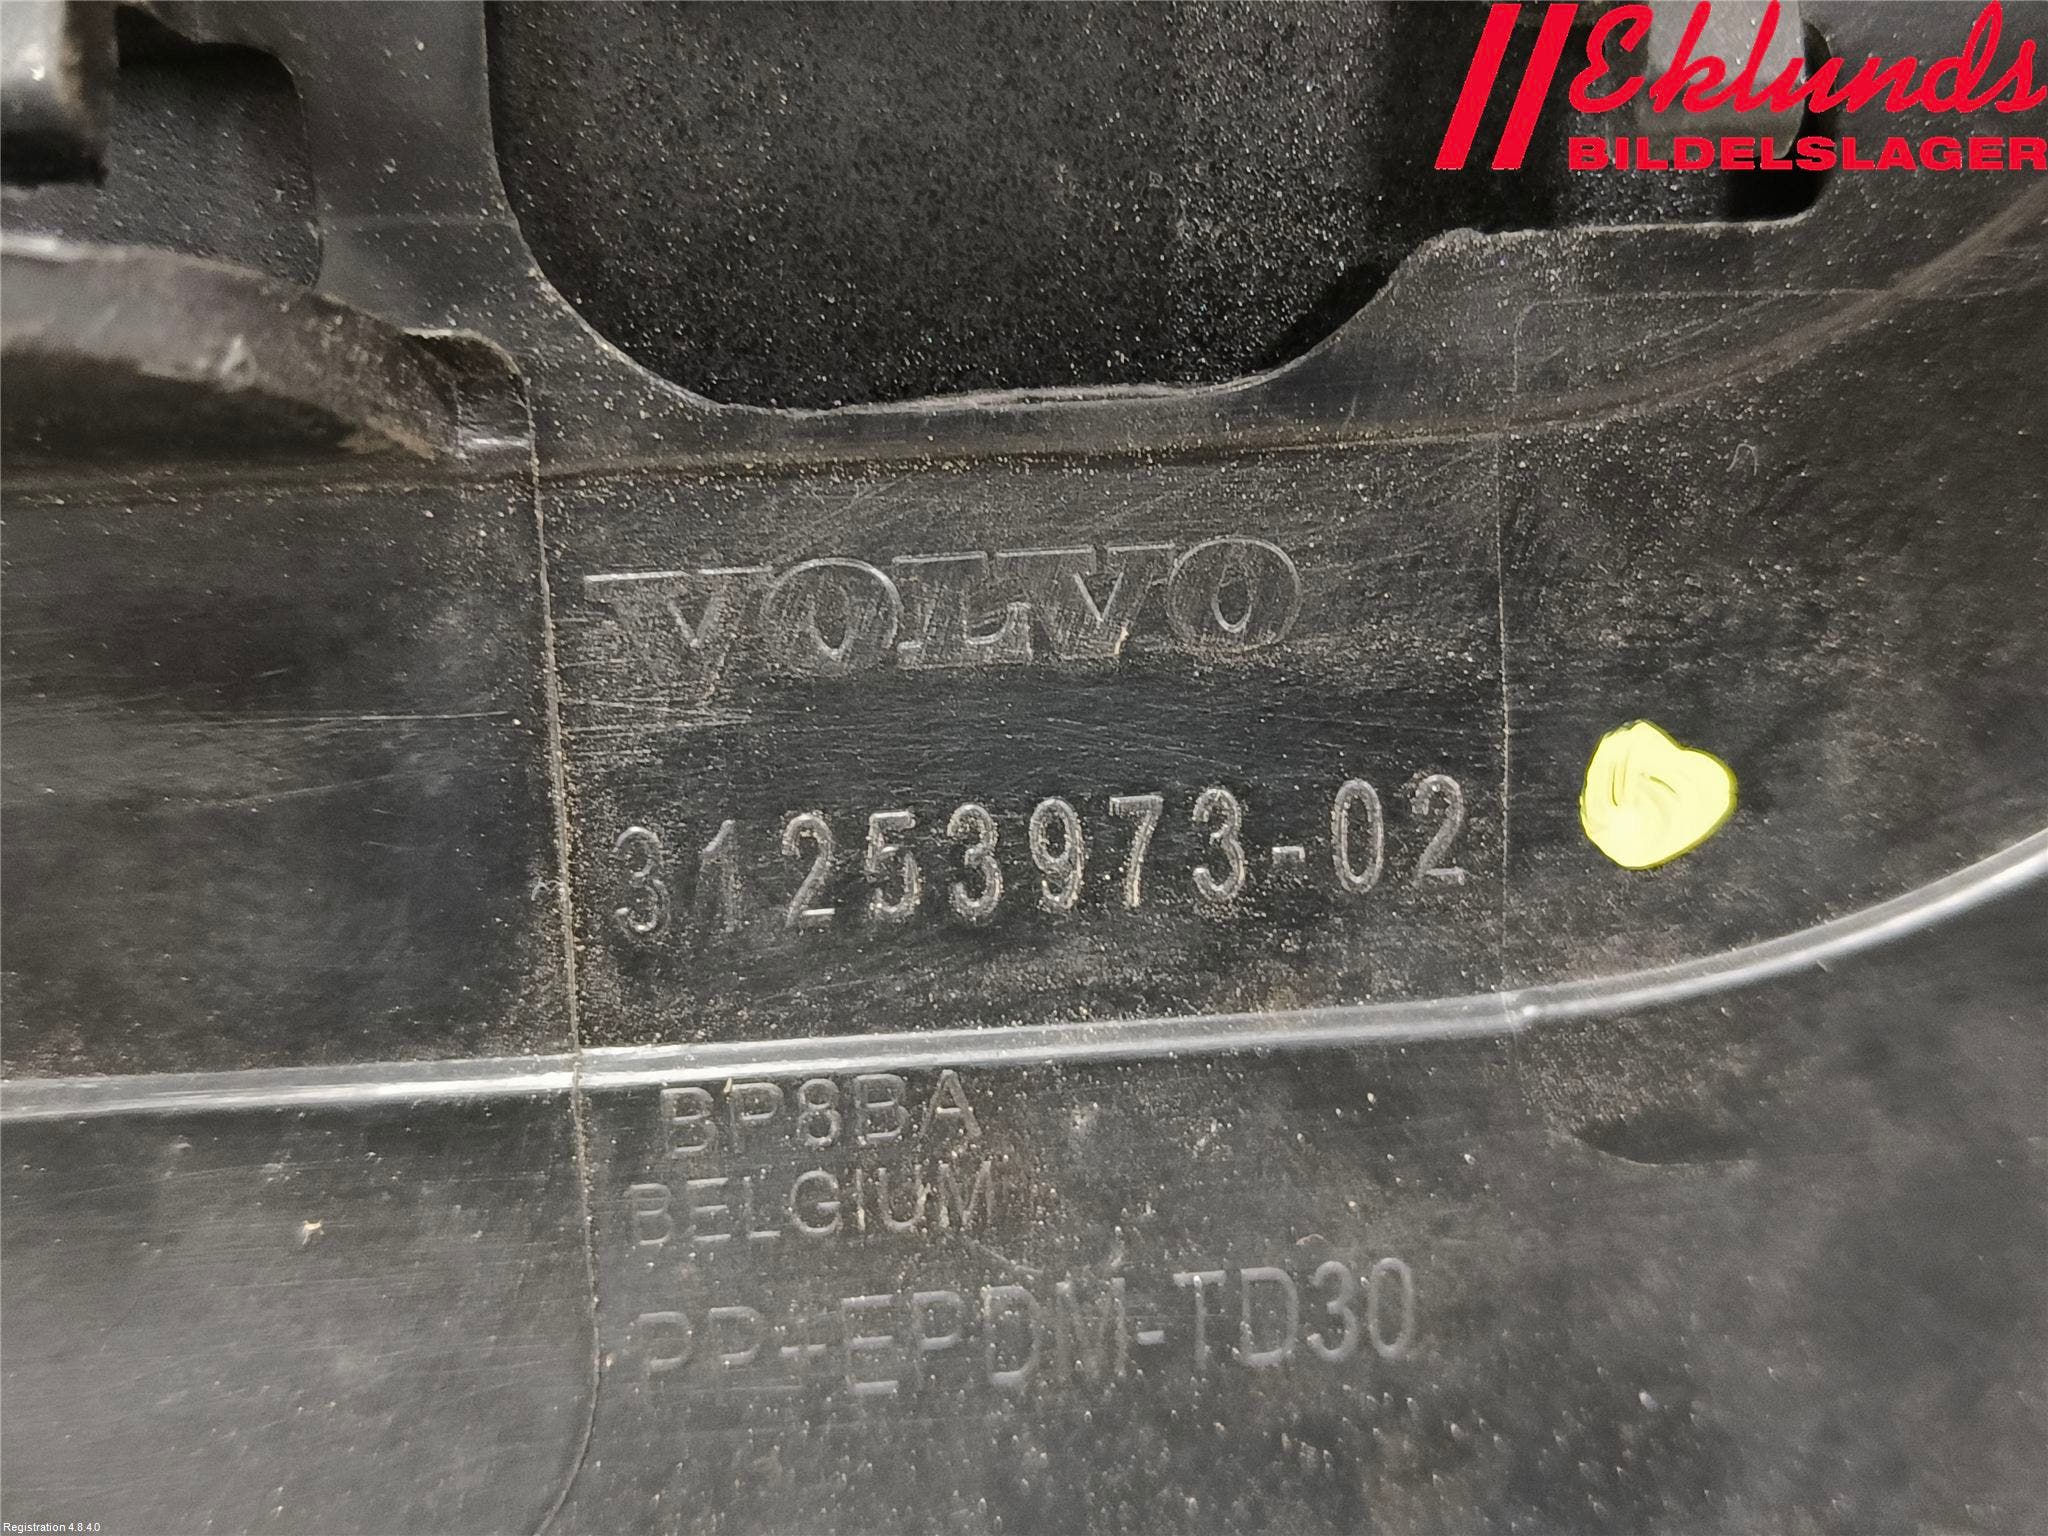 Eklunds
BILDELSLAGER
VOLVO
31253973-02
BP8BA
BELGIUM
PP+EPDM-TD30
Registration 4.8.4.0